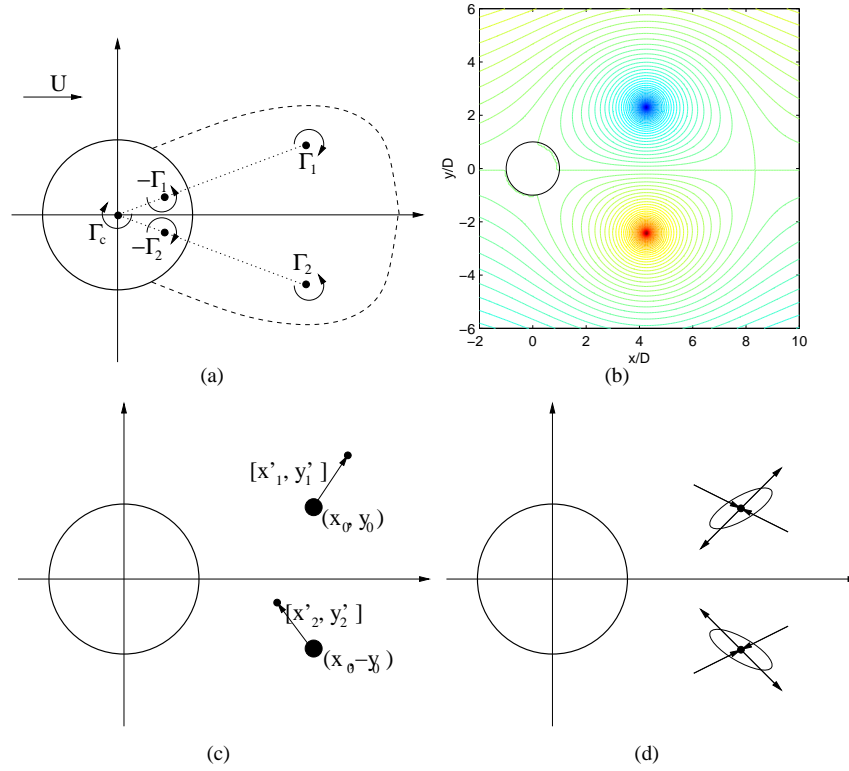 U
Γ₁
−Γ₁
Γc
−Γ₂
Γ₂
(a)
6
4
2
0
−2
−4
−6
y/D
−2
0
2
4
6
8
10
x/D
(b)
[x'₁, y'₁ ]
(x₀, y₀)
[x'₂, y'₂ ]
(x₀,−y₀)
(c)
(d)